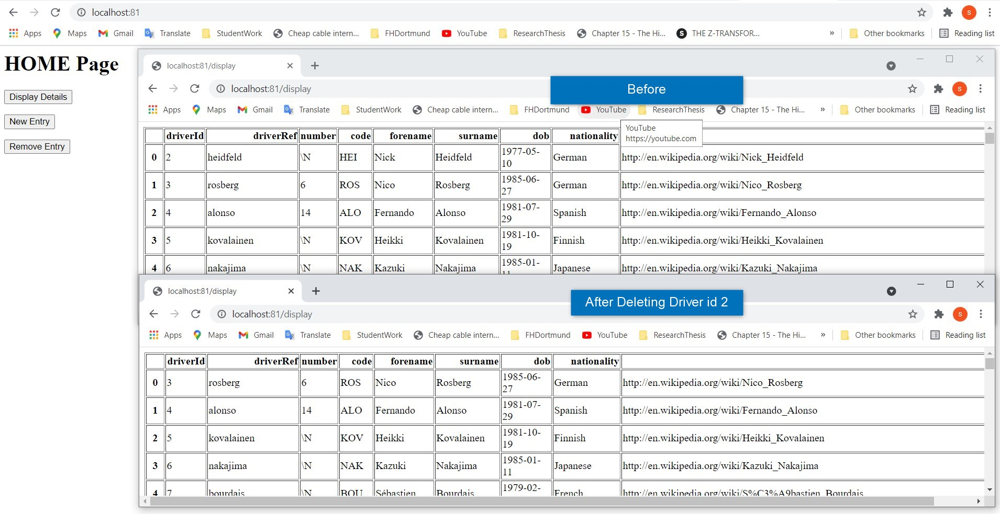 localhost:81
S
Apps Maps Gmail Translate StudentWork Cheap cable intern... FHDortmund YouTube ResearchThesis Chapter 15 - The Hi... S THE Z-TRANSFOR... » Other bookmarks Reading list
HOME Page
Display Details
New Entry
Remove Entry
localhost:81/display
localhost:81/display
S
Before
Apps Maps Gmail Translate StudentWork Cheap cable intern... FHDortmund YouTube ResearchThesis Chapter 15 - The Hi... » Other bookmarks Reading list
YouTube
https://youtube.com
driverId driverRef number code forename surname dob nationality
0 2 heidfeld \N HEI Nick Heidfeld 1977-05-
10 German http://en.wikipedia.org/wiki/Nick_Heidfeld
1 3 rosberg 6 ROS Nico Rosberg 1985-06-
27 German http://en.wikipedia.org/wiki/Nico_Rosberg
2 4 alonso 14 ALO Fernando Alonso 1981-07-
29 Spanish http://en.wikipedia.org/wiki/Fernando_Alonso
3 5 kovalainen \N KOV Heikki Kovalainen 1981-10-
19 Finnish http://en.wikipedia.org/wiki/Heikki_Kovalainen
4 6 nakajima \N NAK Kazuki Nakajima 1985-01-
11 Japanese http://en.wikipedia.org/wiki/Kazuki_Nakajima
localhost:81/display
After Deleting Driver id 2
localhost:81/display
S
Apps Maps Gmail Translate StudentWork Cheap cable intern... FHDortmund YouTube ResearchThesis Chapter 15 - The Hi... » Other bookmarks Reading list
driverId driverRef number code forename surname dob nationality
0 3 rosberg 6 ROS Nico Rosberg 1985-06-
27 German http://en.wikipedia.org/wiki/Nico_Rosberg
1 4 alonso 14 ALO Fernando Alonso 1981-07-
29 Spanish http://en.wikipedia.org/wiki/Fernando_Alonso
2 5 kovalainen \N KOV Heikki Kovalainen 1981-10-
19 Finnish http://en.wikipedia.org/wiki/Heikki_Kovalainen
3 6 nakajima \N NAK Kazuki Nakajima 1985-01-
11 Japanese http://en.wikipedia.org/wiki/Kazuki_Nakajima
4 7 bourdais \N BOU Sébastien Bourdais 1979-02-
French http://en.wikipedia.org/wiki/S%C3%A9bastien_Bourdais